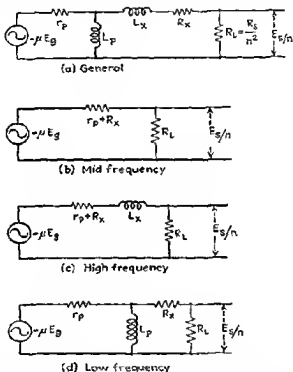 rp Lx Rx
Lp RL = Rs/n² Es/n
-μEg
(a) General
rp+Rx
RL Es/n
-μEg
(b) Mid frequency
rp+Rx Lx
RL Es/n
-μEg
(c) High frequency
rp Rx
Lp RL Es/n
-μEg
(d) Low frequency